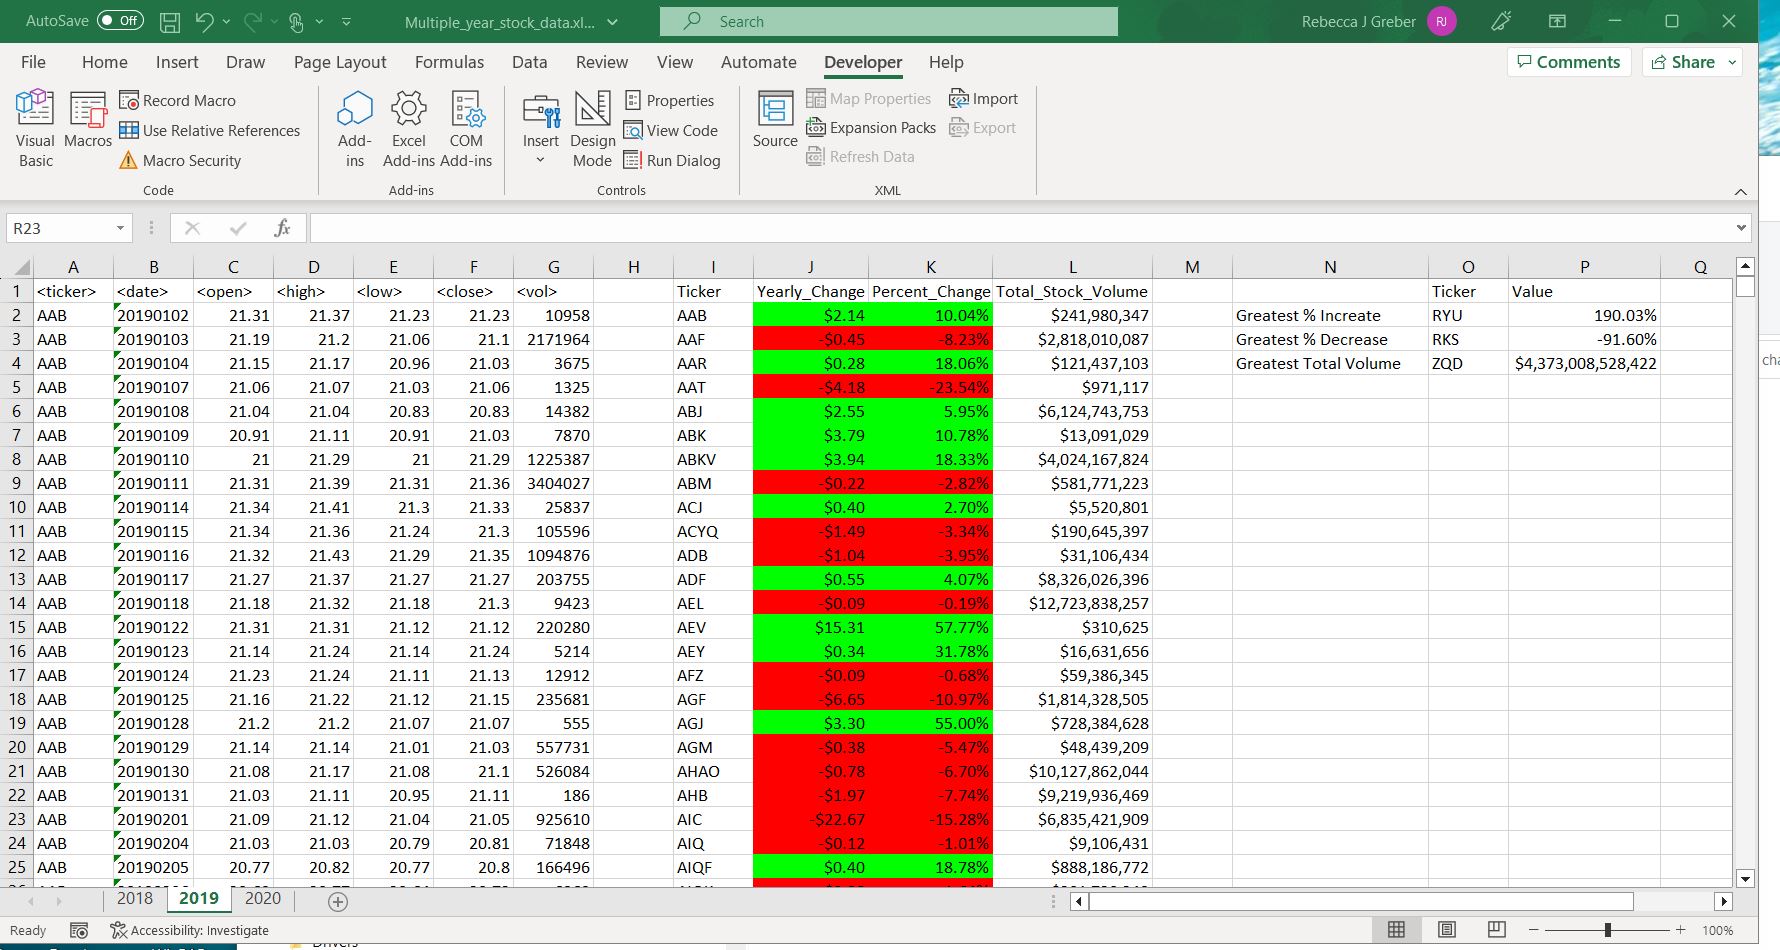 AutoSave Off Multiple_year_stock_data.xl... Search Rebecca J Greber RJ
File Home Insert Draw Page Layout Formulas Data Review View Automate Developer Help Comments Share
Visual Basic
Macros
Record Macro
Use Relative References
Macro Security
Code
Add-ins
Excel Add-ins
COM Add-ins
Add-ins
Insert
Design Mode
Properties
View Code
Run Dialog
Controls
Source
Map Properties
Expansion Packs
Refresh Data
Import
Export
XML
R23 fx
A B C D E F G H I J K L M N O P Q
1 <ticker> <date> <open> <high> <low> <close> <vol> Ticker Yearly_Change Percent_Change Total_Stock_Volume Ticker Value
2 AAB 20190102 21.31 21.37 21.23 21.23 10958 AAB $2.14 10.04% $241,980,347 Greatest % Increate RYU 190.03%
3 AAB 20190103 21.19 21.2 21.06 21.1 2171964 AAF -$0.45 -8.23% $2,818,010,087 Greatest % Decrease RKS -91.60%
4 AAB 20190104 21.15 21.17 20.96 21.03 3675 AAR $0.28 18.06% $121,437,103 Greatest Total Volume ZQD $4,373,008,528,422
5 AAB 20190107 21.06 21.07 21.03 21.06 1325 AAT -$4.18 -23.54% $971,117
6 AAB 20190108 21.04 21.04 20.83 20.83 14382 ABJ $2.55 5.95% $6,124,743,753
7 AAB 20190109 20.91 21.11 20.91 21.03 7870 ABK $3.79 10.78% $13,091,029
8 AAB 20190110 21 21.29 21 21.29 1225387 ABKV $3.94 18.33% $4,024,167,824
9 AAB 20190111 21.31 21.39 21.31 21.36 3404027 ABM -$0.22 -2.82% $581,771,223
10 AAB 20190114 21.34 21.41 21.3 21.33 25837 ACJ $0.40 2.70% $5,520,801
11 AAB 20190115 21.34 21.36 21.24 21.3 105596 ACYQ -$1.49 -3.34% $190,645,397
12 AAB 20190116 21.32 21.43 21.29 21.35 1094876 ADB -$1.04 -3.95% $31,106,434
13 AAB 20190117 21.27 21.37 21.27 21.27 203755 ADF $0.55 4.07% $8,326,026,396
14 AAB 20190118 21.18 21.32 21.18 21.3 9423 AEL -$0.09 -0.19% $12,723,838,257
15 AAB 20190122 21.31 21.31 21.12 21.12 220280 AEV $15.31 57.77% $310,625
16 AAB 20190123 21.14 21.24 21.14 21.24 5214 AEY $0.34 31.78% $16,631,656
17 AAB 20190124 21.23 21.24 21.11 21.13 12912 AFZ -$0.09 -0.68% $59,386,345
18 AAB 20190125 21.16 21.22 21.12 21.15 235681 AGF -$6.65 -10.97% $1,814,328,505
19 AAB 20190128 21.2 21.2 21.07 21.07 555 AGJ $3.30 55.00% $728,384,628
20 AAB 20190129 21.14 21.14 21.01 21.03 557731 AGM -$0.38 -5.47% $48,439,209
21 AAB 20190130 21.08 21.17 21.08 21.1 526084 AHAO -$0.78 -6.70% $10,127,862,044
22 AAB 20190131 21.03 21.11 20.95 21.11 186 AHB -$1.97 -7.74% $9,219,936,469
23 AAB 20190201 21.09 21.12 21.04 21.05 925610 AIC -$22.67 -15.28% $6,835,421,909
24 AAB 20190204 21.03 21.03 20.79 20.81 71848 AIQ -$0.12 -1.01% $9,106,431
25 AAB 20190205 20.77 20.82 20.77 20.8 166496 AIQF $0.40 18.78% $888,186,772
2018 2019 2020
Ready Accessibility: Investigate 100%